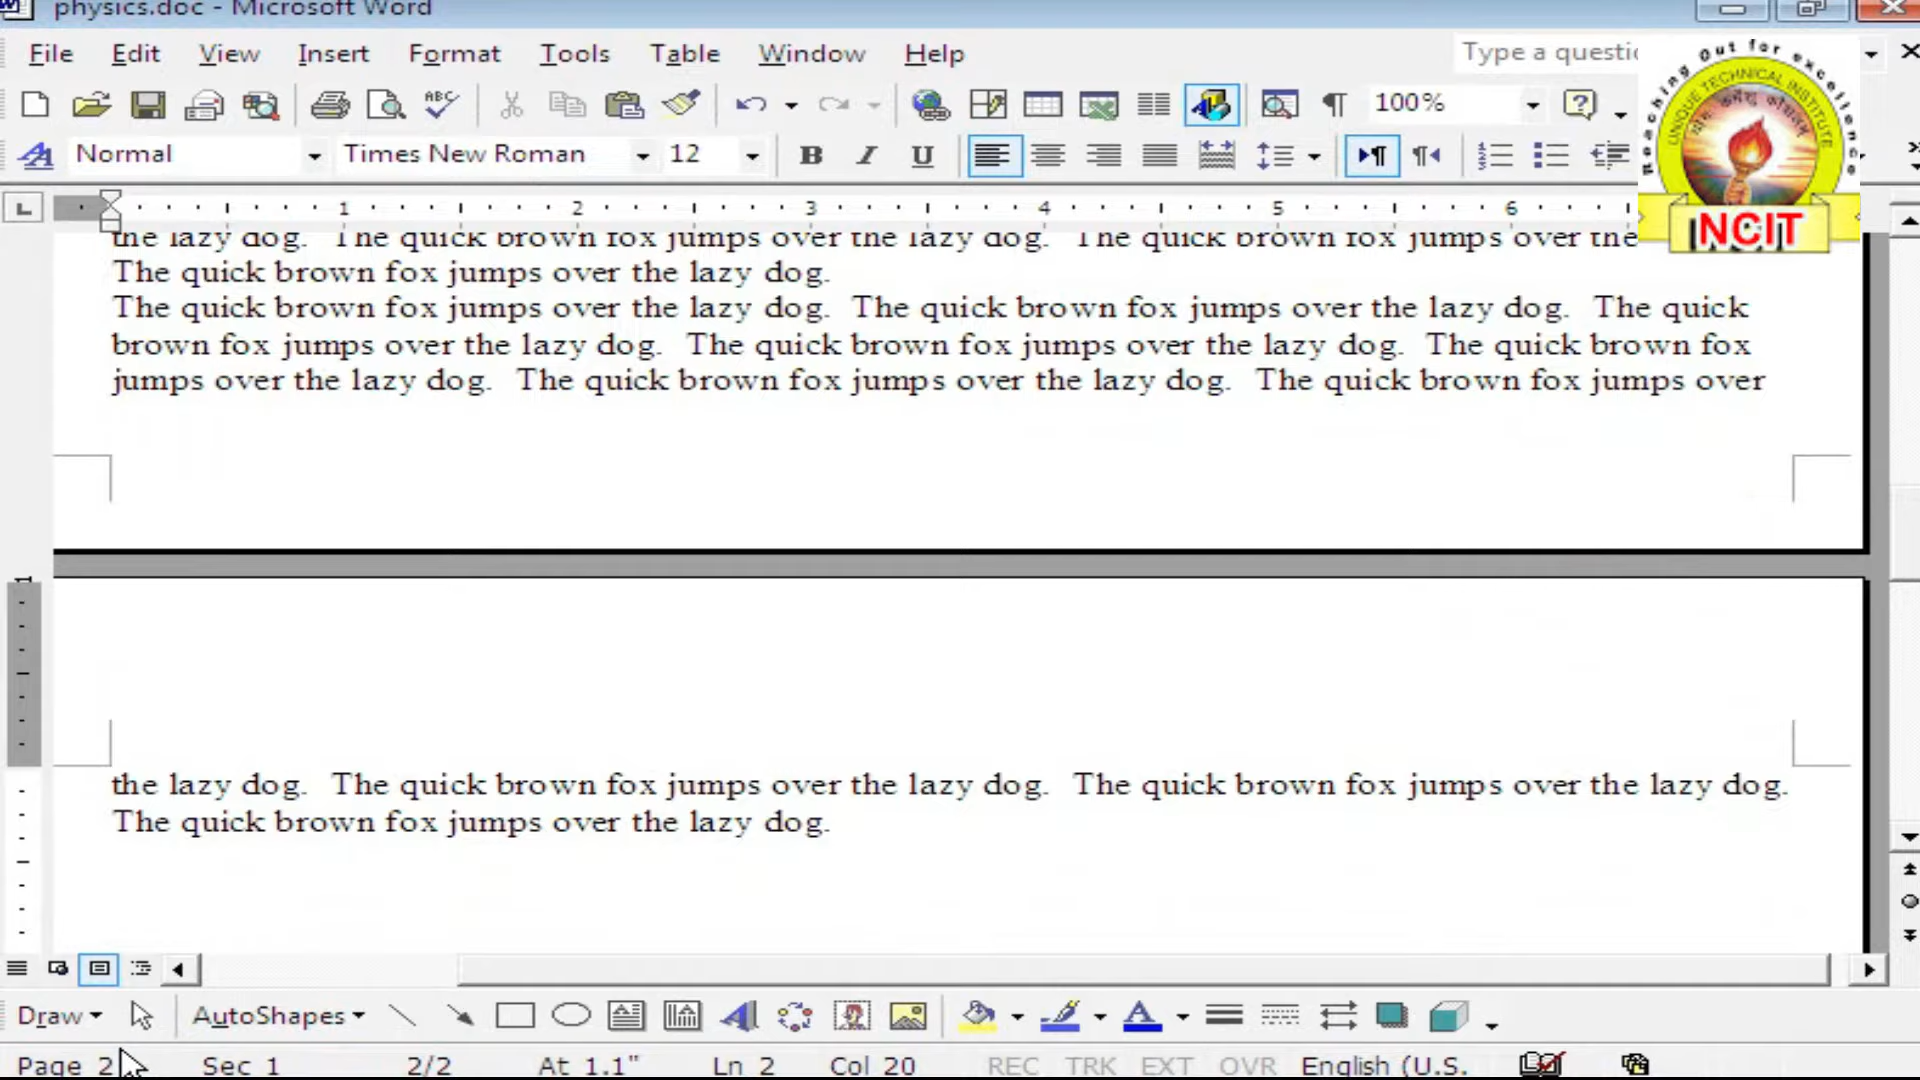 physics.doc - Microsoft Word
File Edit View Insert Format Tools Table Window Help
Type a questic
reaching out for excellence
UNIQUE TECHNICAL INSTITUTE
NCIT
ABC 100%
Normal Times New Roman 12 B I U
1 2 3 4 5 6
the lazy dog. The quick brown fox jumps over the lazy dog. The quick brown fox jumps over the
The quick brown fox jumps over the lazy dog.
The quick brown fox jumps over the lazy dog. The quick brown fox jumps over the lazy dog. The quick
brown fox jumps over the lazy dog. The quick brown fox jumps over the lazy dog. The quick brown fox
jumps over the lazy dog. The quick brown fox jumps over the lazy dog. The quick brown fox jumps over
the lazy dog. The quick brown fox jumps over the lazy dog. The quick brown fox jumps over the lazy dog.
The quick brown fox jumps over the lazy dog.
Draw AutoShapes
Page 2 Sec 1 2/2 At 1.1" Ln 2 Col 20 REC TRK EXT OVR English (U.S.